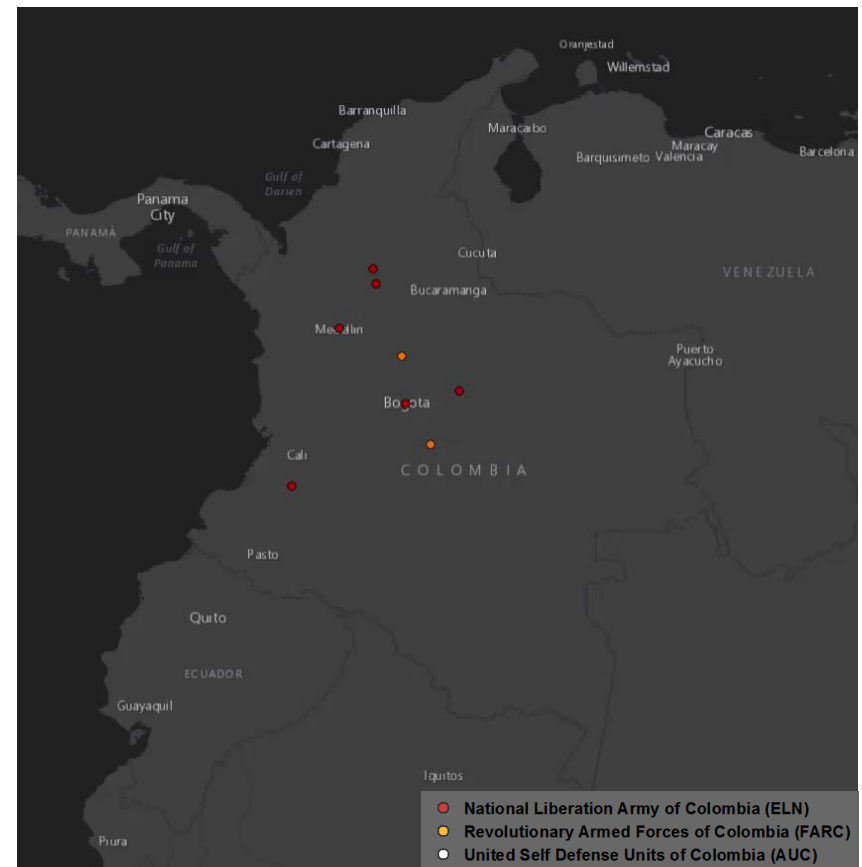 Oranjestad
Willemstad
Barranquilla
Maracaibo
Caracas
Cartagena
Maracay
Barquisimeto
Valencia
Barcelona
Gulf of
Darien
Panama
City
PANAMÁ
Gulf of
Panama
Cucuta
VENEZUELA
Bucaramanga
Medellin
Puerto
Ayacucho
Bogota
Cali
COLOMBIA
Pasto
Quito
ECUADOR
Guayaquil
Iquitos
Piura
National Liberation Army of Colombia (ELN)
Revolutionary Armed Forces of Colombia (FARC)
United Self Defense Units of Colombia (AUC)